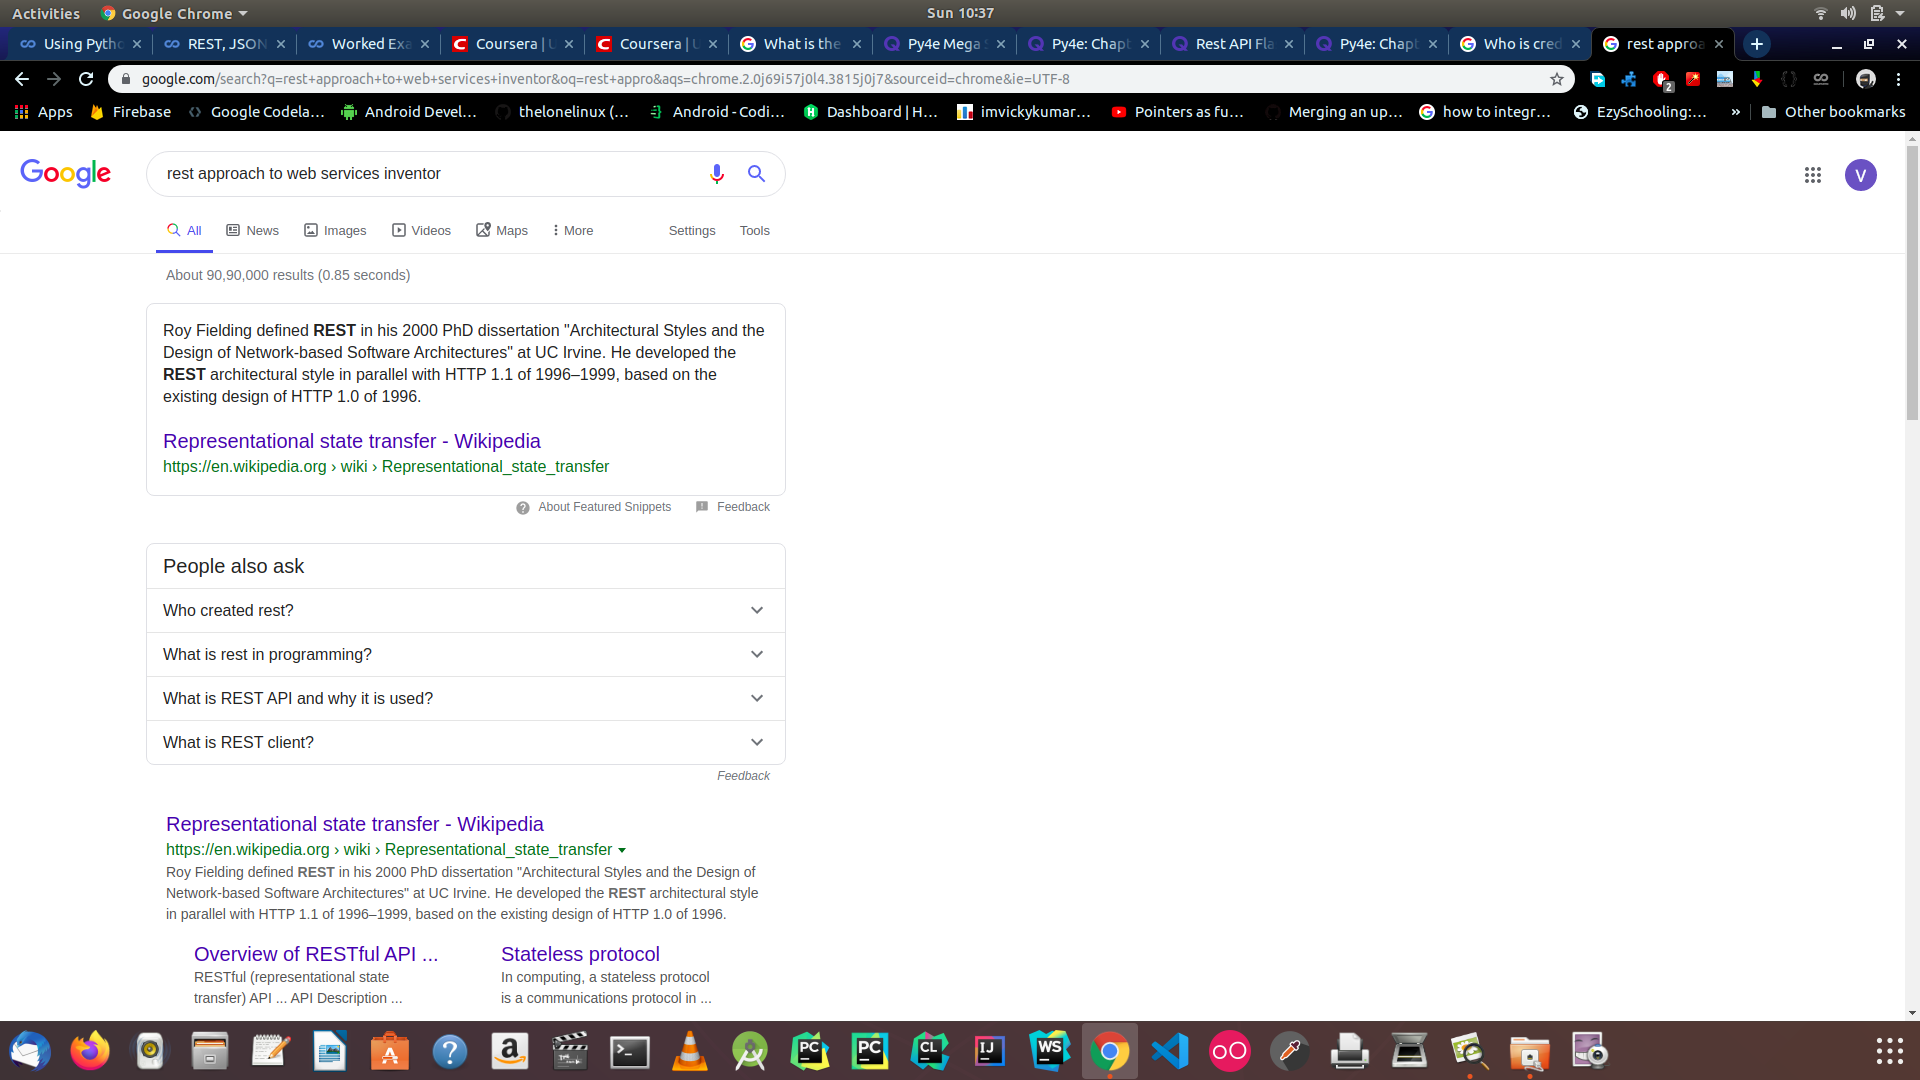 Activities Google Chrome Sun 10:37
Using Pytho REST, JSON Worked Exa Coursera | U Coursera | U What is the Py4e Mega S Py4e: Chapt Rest API Fla Py4e: Chapt Who is cred rest approa
google.com/search?q=rest+approach+to+web+services+inventor&oq=rest+appro&aqs=chrome.2.0j69i57j0l4.3815j0j7&sourceid=chrome&ie=UTF-8 2
Apps Firebase Google Codela... Android Devel... thelonelinux (... Android - Codi... Dashboard | H... imvickykumar... Pointers as fu... Merging an up... how to integr... EzySchooling:... » Other bookmarks
Google rest approach to web services inventor V
All News Images Videos Maps More Settings Tools
About 90,90,000 results (0.85 seconds)
Roy Fielding defined REST in his 2000 PhD dissertation "Architectural Styles and the
Design of Network-based Software Architectures" at UC Irvine. He developed the
REST architectural style in parallel with HTTP 1.1 of 1996–1999, based on the
existing design of HTTP 1.0 of 1996.
Representational state transfer - Wikipedia
https://en.wikipedia.org › wiki › Representational_state_transfer
About Featured Snippets Feedback
People also ask
Who created rest?
What is rest in programming?
What is REST API and why it is used?
What is REST client?
Feedback
Representational state transfer - Wikipedia
https://en.wikipedia.org › wiki › Representational_state_transfer
Roy Fielding defined REST in his 2000 PhD dissertation "Architectural Styles and the Design of
Network-based Software Architectures" at UC Irvine. He developed the REST architectural style
in parallel with HTTP 1.1 of 1996–1999, based on the existing design of HTTP 1.0 of 1996.
Overview of RESTful API ... Stateless protocol
RESTful (representational state In computing, a stateless protocol
transfer) API ... API Description ... is a communications protocol in ...
PC PC CL IJ WS